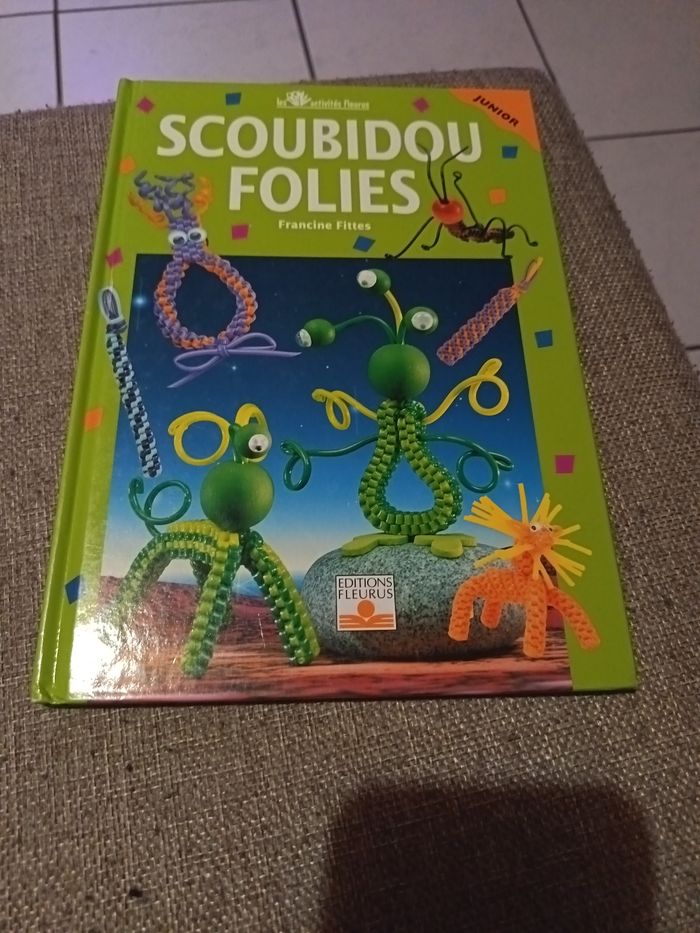 les activités fleurus
JUNIOR
SCOUBIDOU
FOLIES
Francine Fittes
EDITIONS
FLEURUS